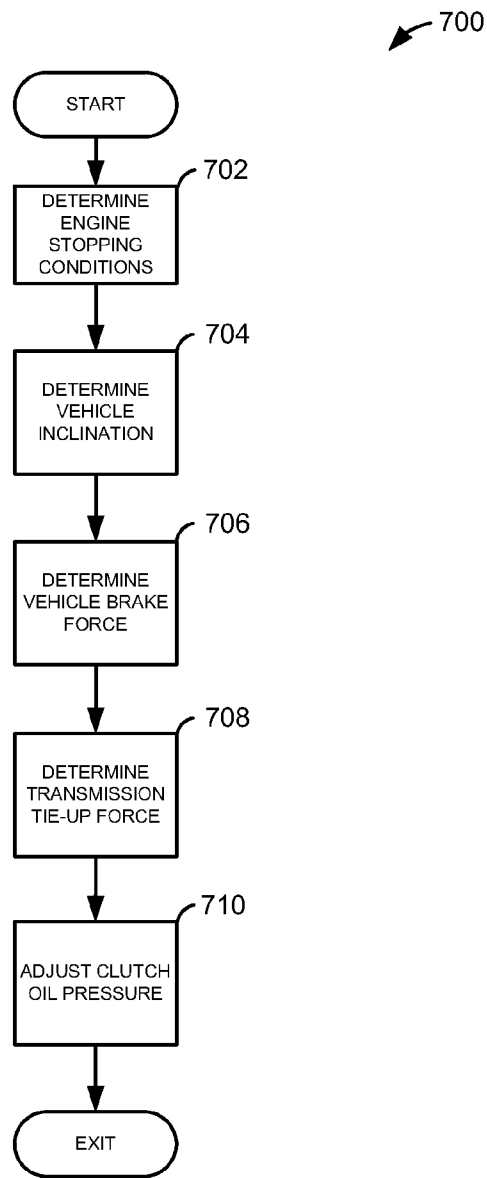 700
START
702
DETERMINE
ENGINE
STOPPING
CONDITIONS
704
DETERMINE
VEHICLE
INCLINATION
706
DETERMINE
VEHICLE BRAKE
FORCE
708
DETERMINE
TRANSMISSION
TIE-UP FORCE
710
ADJUST CLUTCH
OIL PRESSURE
EXIT